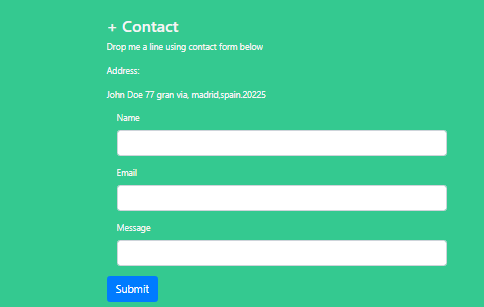 + Contact
Drop me a line using contact form below
Address:
John Doe 77 gran via, madrid,spain.20225
Name
Email
Message
Submit